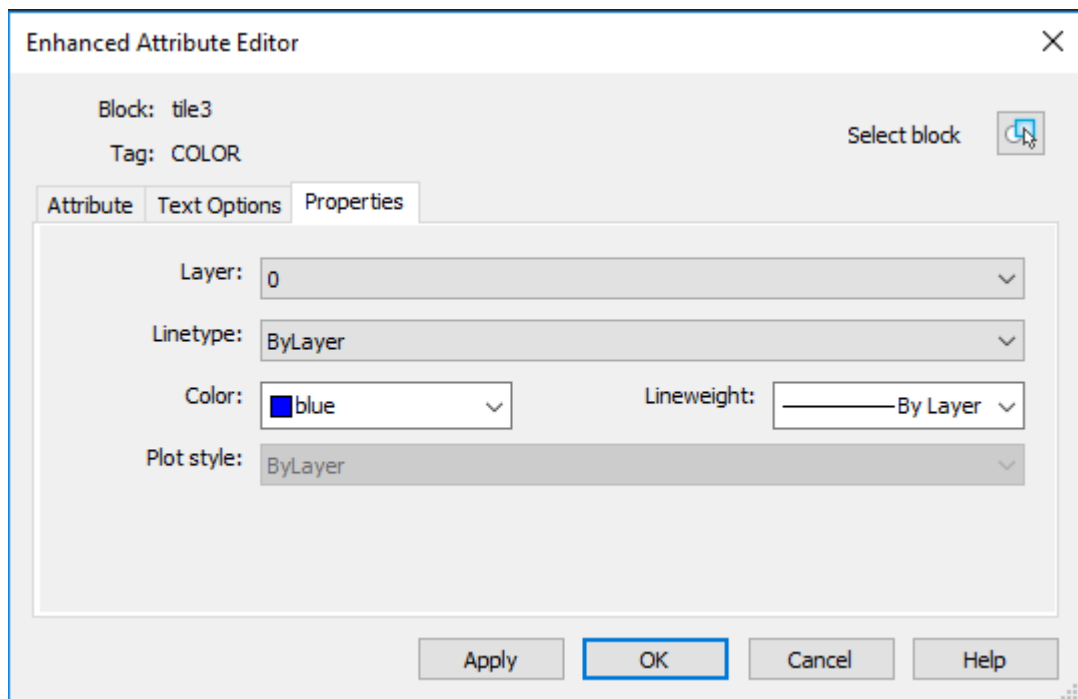 Enhanced Attribute Editor
Block: tile3
Select block
Tag: COLOR
Attribute Text Options Properties
Layer: 0
Linetype: ByLayer
Color: blue Lineweight: By Layer
Plot style: ByLayer
Apply OK Cancel Help